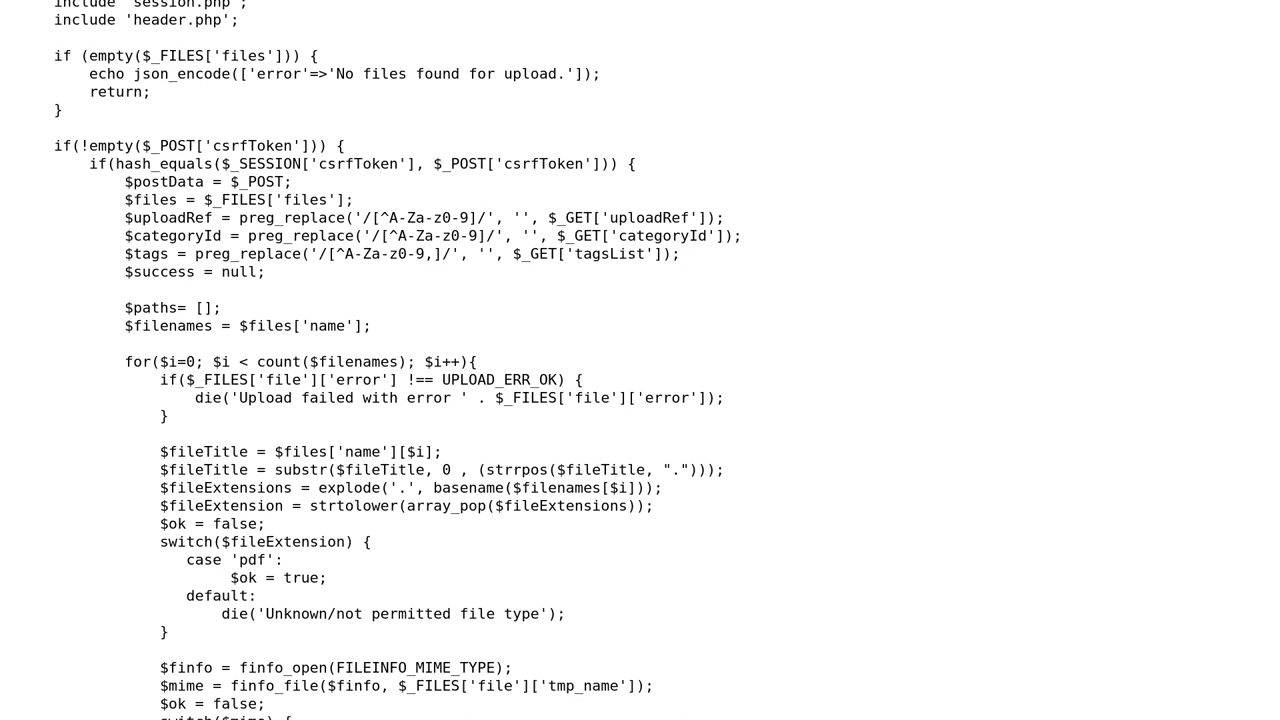 include 'session.php';
include 'header.php';
if (empty($_FILES['files'])) {
echo json_encode(['error'=>'No files found for upload.']);
return;
}
if(!empty($_POST['csrfToken'])) {
if(hash_equals($_SESSION['csrfToken'], $_POST['csrfToken'])) {
$postData = $_POST;
$files = $_FILES['files'];
$uploadRef = preg_replace('/[^A-Za-z0-9]/', '', $_GET['uploadRef']);
$categoryId = preg_replace('/[^A-Za-z0-9]/', '', $_GET['categoryId']);
$tags = preg_replace('/[^A-Za-z0-9,]/', '', $_GET['tagsList']);
$success = null;
$paths= [];
$filenames = $files['name'];
for($i=0; $i < count($filenames); $i++){
if($_FILES['file']['error'] !== UPLOAD_ERR_OK) {
die('Upload failed with error ' . $_FILES['file']['error']);
}
$fileTitle = $files['name'][$i];
$fileTitle = substr($fileTitle, 0 , (strrpos($fileTitle, ".")));
$fileExtensions = explode('.', basename($filenames[$i]));
$fileExtension = strtolower(array_pop($fileExtensions));
$ok = false;
switch($fileExtension) {
case 'pdf':
$ok = true;
default:
die('Unknown/not permitted file type');
}
$finfo = finfo_open(FILEINFO_MIME_TYPE);
$mime = finfo_file($finfo, $_FILES['file']['tmp_name']);
$ok = false;
switch($mime) {